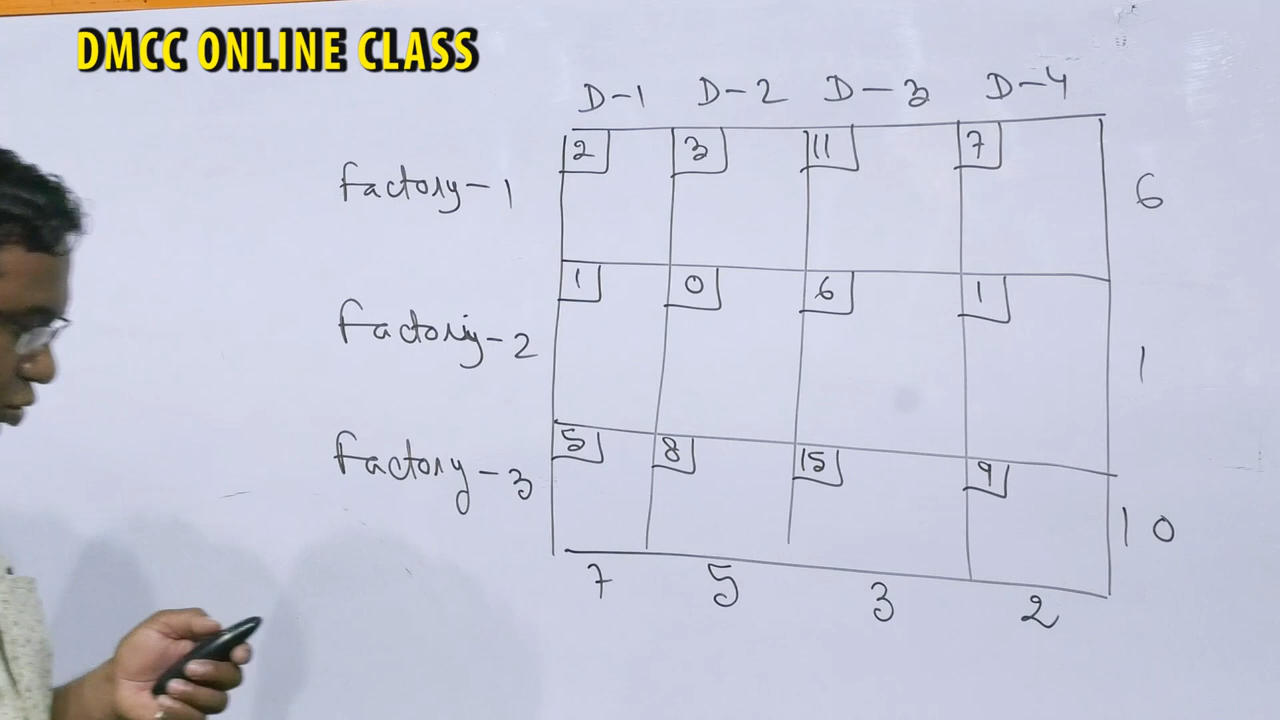 DMCC ONLINE CLASS
D-1 D-2 D-3 D-4
Factory-1 2 3 11 7 6
Factory-2 1 0 6 1 1
Factory-3 5 8 15 9 10
7 5 3 2